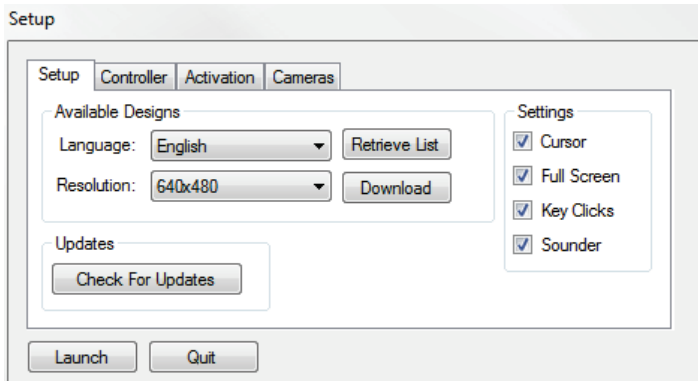 Setup
Setup Controller Activation Cameras
Available Designs
Language: English Retrieve List
Resolution: 640x480 Download
Settings
Cursor
Full Screen
Key Clicks
Sounder
Updates
Check For Updates
Launch Quit